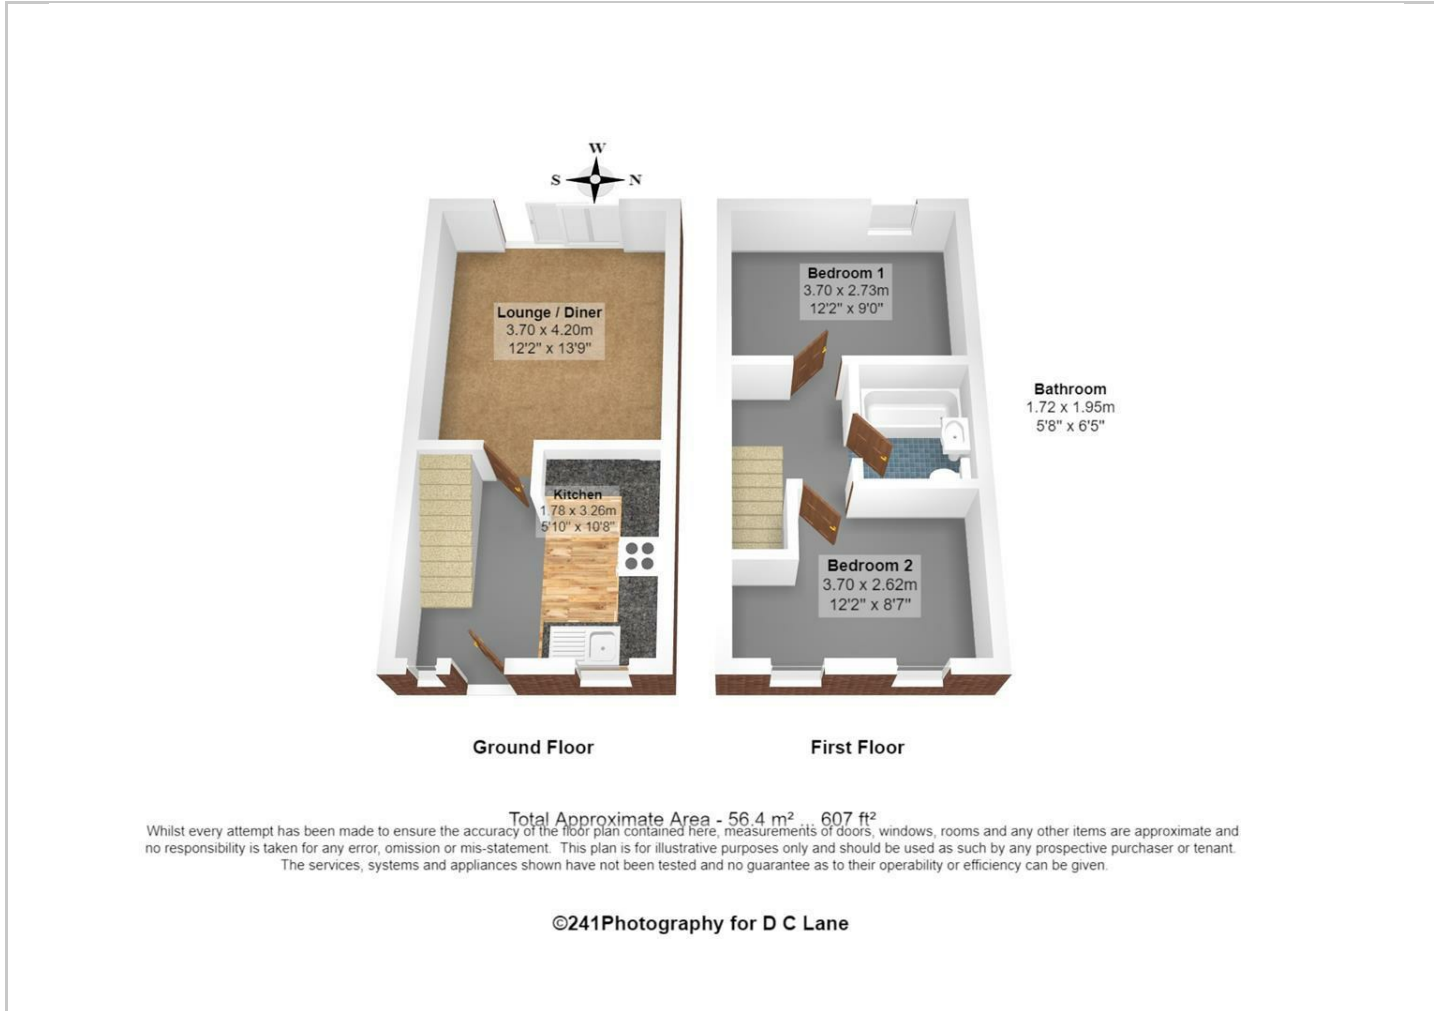 W
S N
Lounge / Diner
3.70 x 4.20m
12'2" x 13'9"
Kitchen
1.78 x 3.26m
5'10" x 10'8"
Bedroom 1
3.70 x 2.73m
12'2" x 9'0"
Bathroom
1.72 x 1.95m
5'8" x 6'5"
Bedroom 2
3.70 x 2.62m
12'2" x 8'7"
Ground Floor
First Floor
Total Approximate Area - 56.4 m² ... 607 ft²
Whilst every attempt has been made to ensure the accuracy of the floor plan contained here, measurements of doors, windows, rooms and any other items are approximate and
no responsibility is taken for any error, omission or mis-statement. This plan is for illustrative purposes only and should be used as such by any prospective purchaser or tenant.
The services, systems and appliances shown have not been tested and no guarantee as to their operability or efficiency can be given.
©241Photography for D C Lane